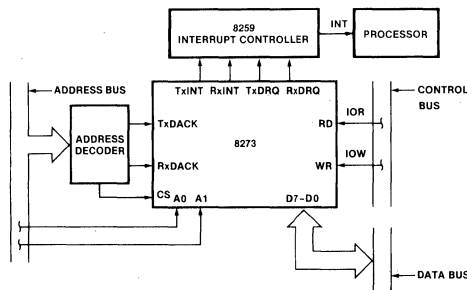 8259
INTERRUPT CONTROLLER
INT
PROCESSOR
ADDRESS BUS
TxINT RxINT TxDRQ RxDRQ
CONTROL
BUS
TxDACK
IOR
RD
ADDRESS
DECODER
8273
IOW
RxDACK
WR
CS
A0 A1
D7-D0
DATA BUS